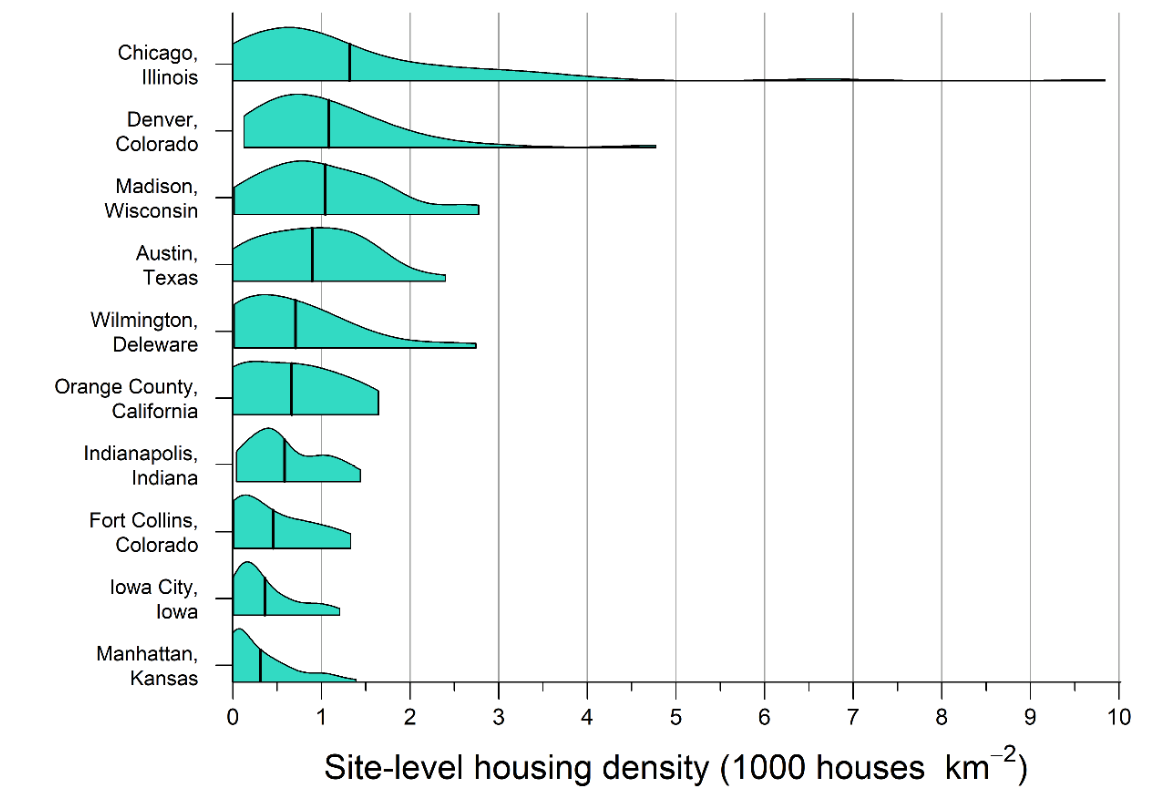 Chicago,
Illinois
Denver,
Colorado
Madison,
Wisconsin
Austin,
Texas
Wilmington,
Deleware
Orange County,
California
Indianapolis,
Indiana
Fort Collins,
Colorado
Iowa City,
Iowa
Manhattan,
Kansas
0 1 2 3 4 5 6 7 8 9 10
Site-level housing density (1000 houses km⁻²)